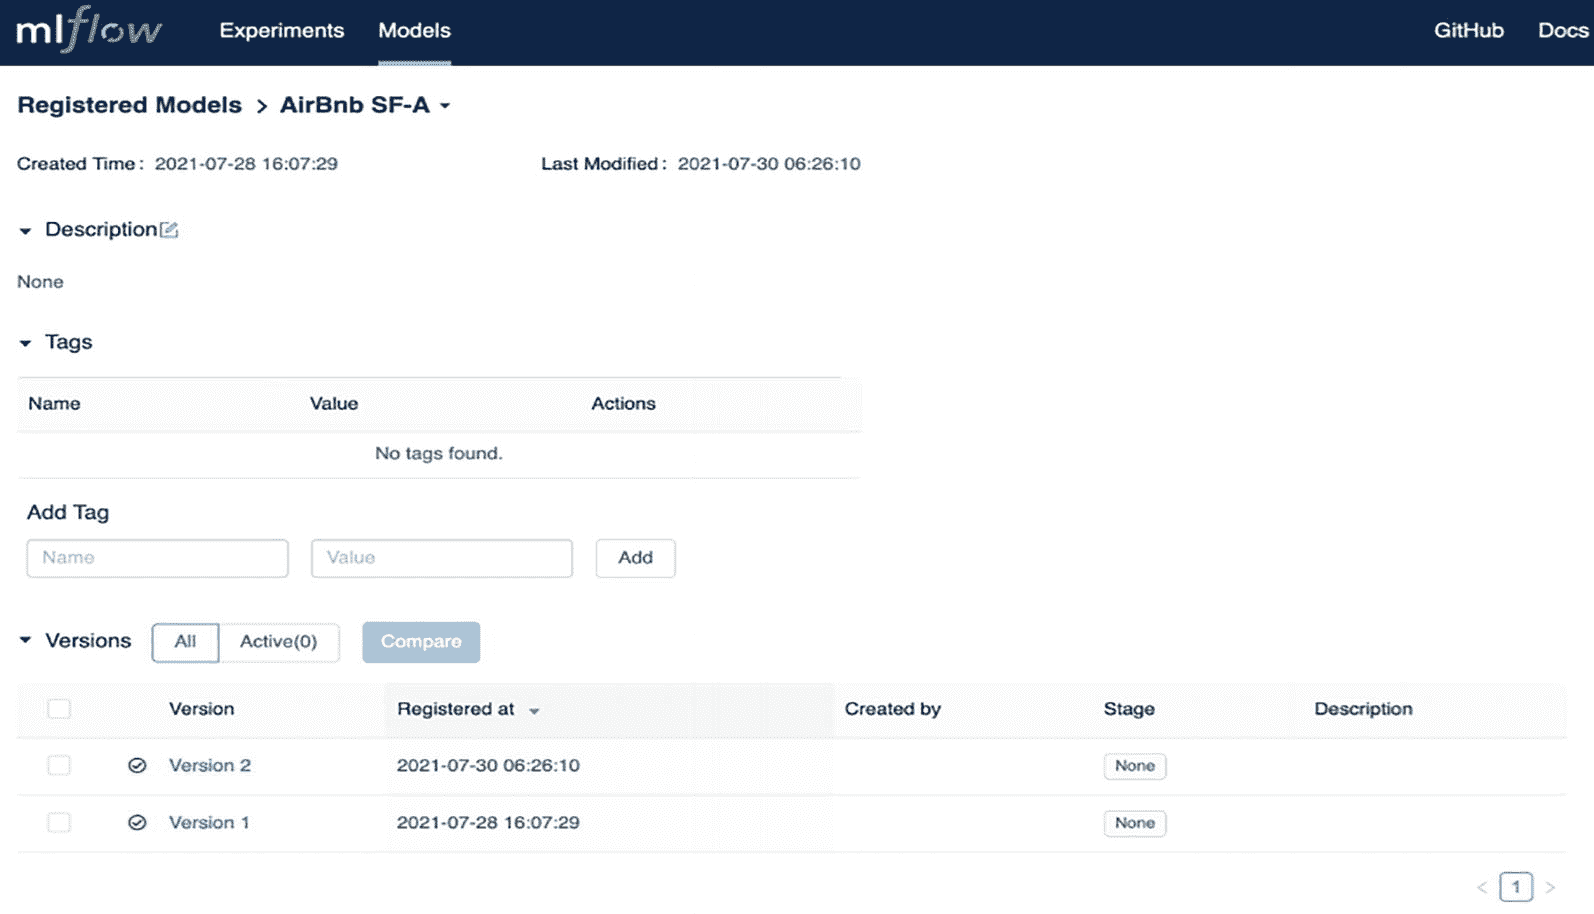 mlflow Experiments Models GitHub Docs
Registered Models > AirBnb SF-A
Created Time : 2021-07-28 16:07:29 Last Modified : 2021-07-30 06:26:10
Description
None
Tags
Name Value Actions
No tags found.
Add Tag
Name Value Add
Versions All Active(0) Compare
Version Registered at Created by Stage Description
Version 2 2021-07-30 06:26:10 None
Version 1 2021-07-28 16:07:29 None
< 1 >